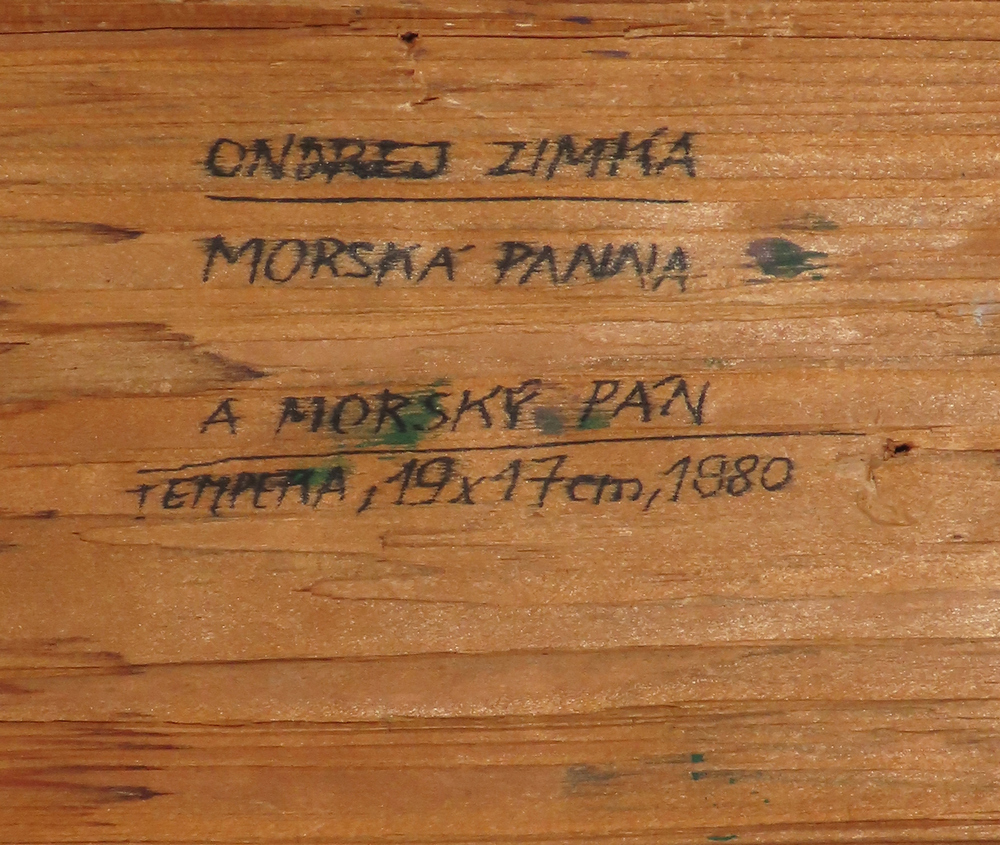 ONDREJ ZIMKA
MORSKÁ PANNA
A MORSKÝ PÁN
TEMPERA, 19x17cm, 1980